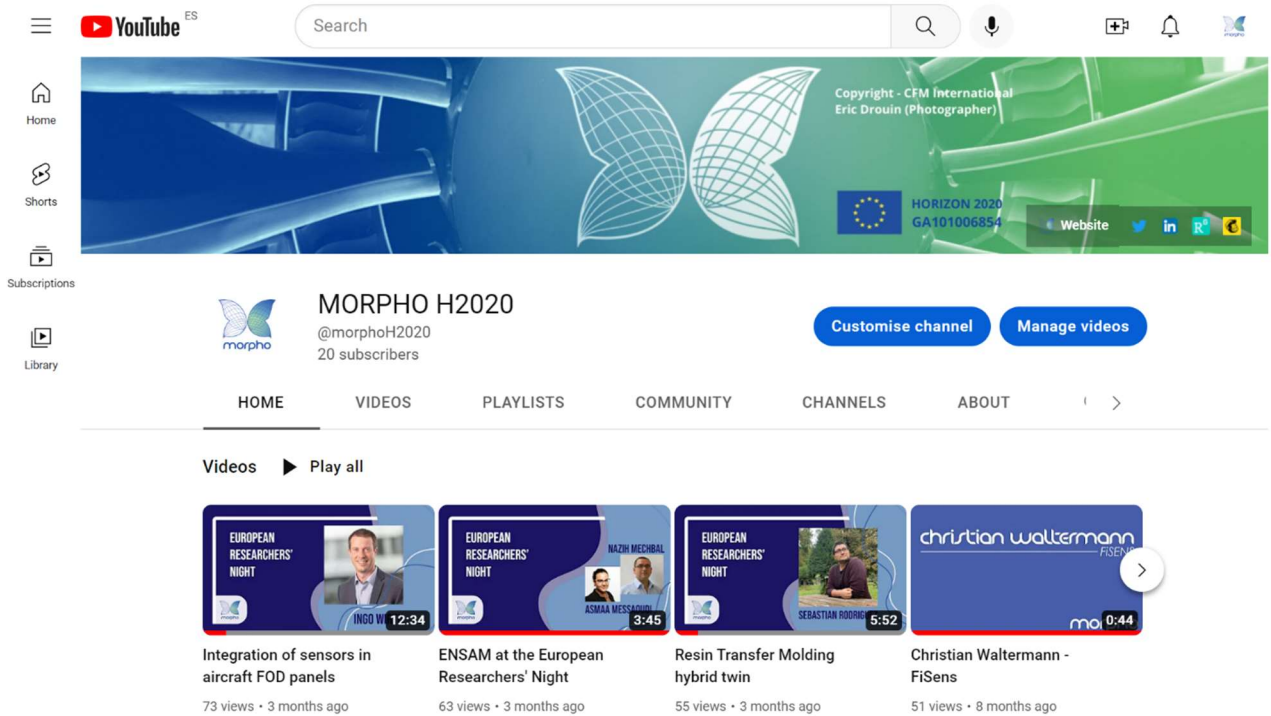 YouTube ES
Search
Home
Shorts
Subscriptions
Library
Copyright - CFM International
Eric Drouin (Photographer)
HORIZON 2020
GA101006854
Website
in
morpho
MORPHO H2020
@morphoH2020
20 subscribers
Customise channel
Manage videos
HOME
VIDEOS
PLAYLISTS
COMMUNITY
CHANNELS
ABOUT
Videos
Play all
EUROPEAN
RESEARCHERS'
NIGHT
INGO
12:34
Integration of sensors in
aircraft FOD panels
73 views • 3 months ago
EUROPEAN
RESEARCHERS'
NIGHT
NAZIH MECHBAL
ASMAA MESSAOUDI
3:45
ENSAM at the European
Researchers' Night
63 views • 3 months ago
EUROPEAN
RESEARCHERS'
NIGHT
SEBASTIAN
5:52
Resin Transfer Molding
hybrid twin
55 views • 3 months ago
christian waltermann
FiSENS
0:44
Christian Waltermann -
FiSens
51 views • 8 months ago